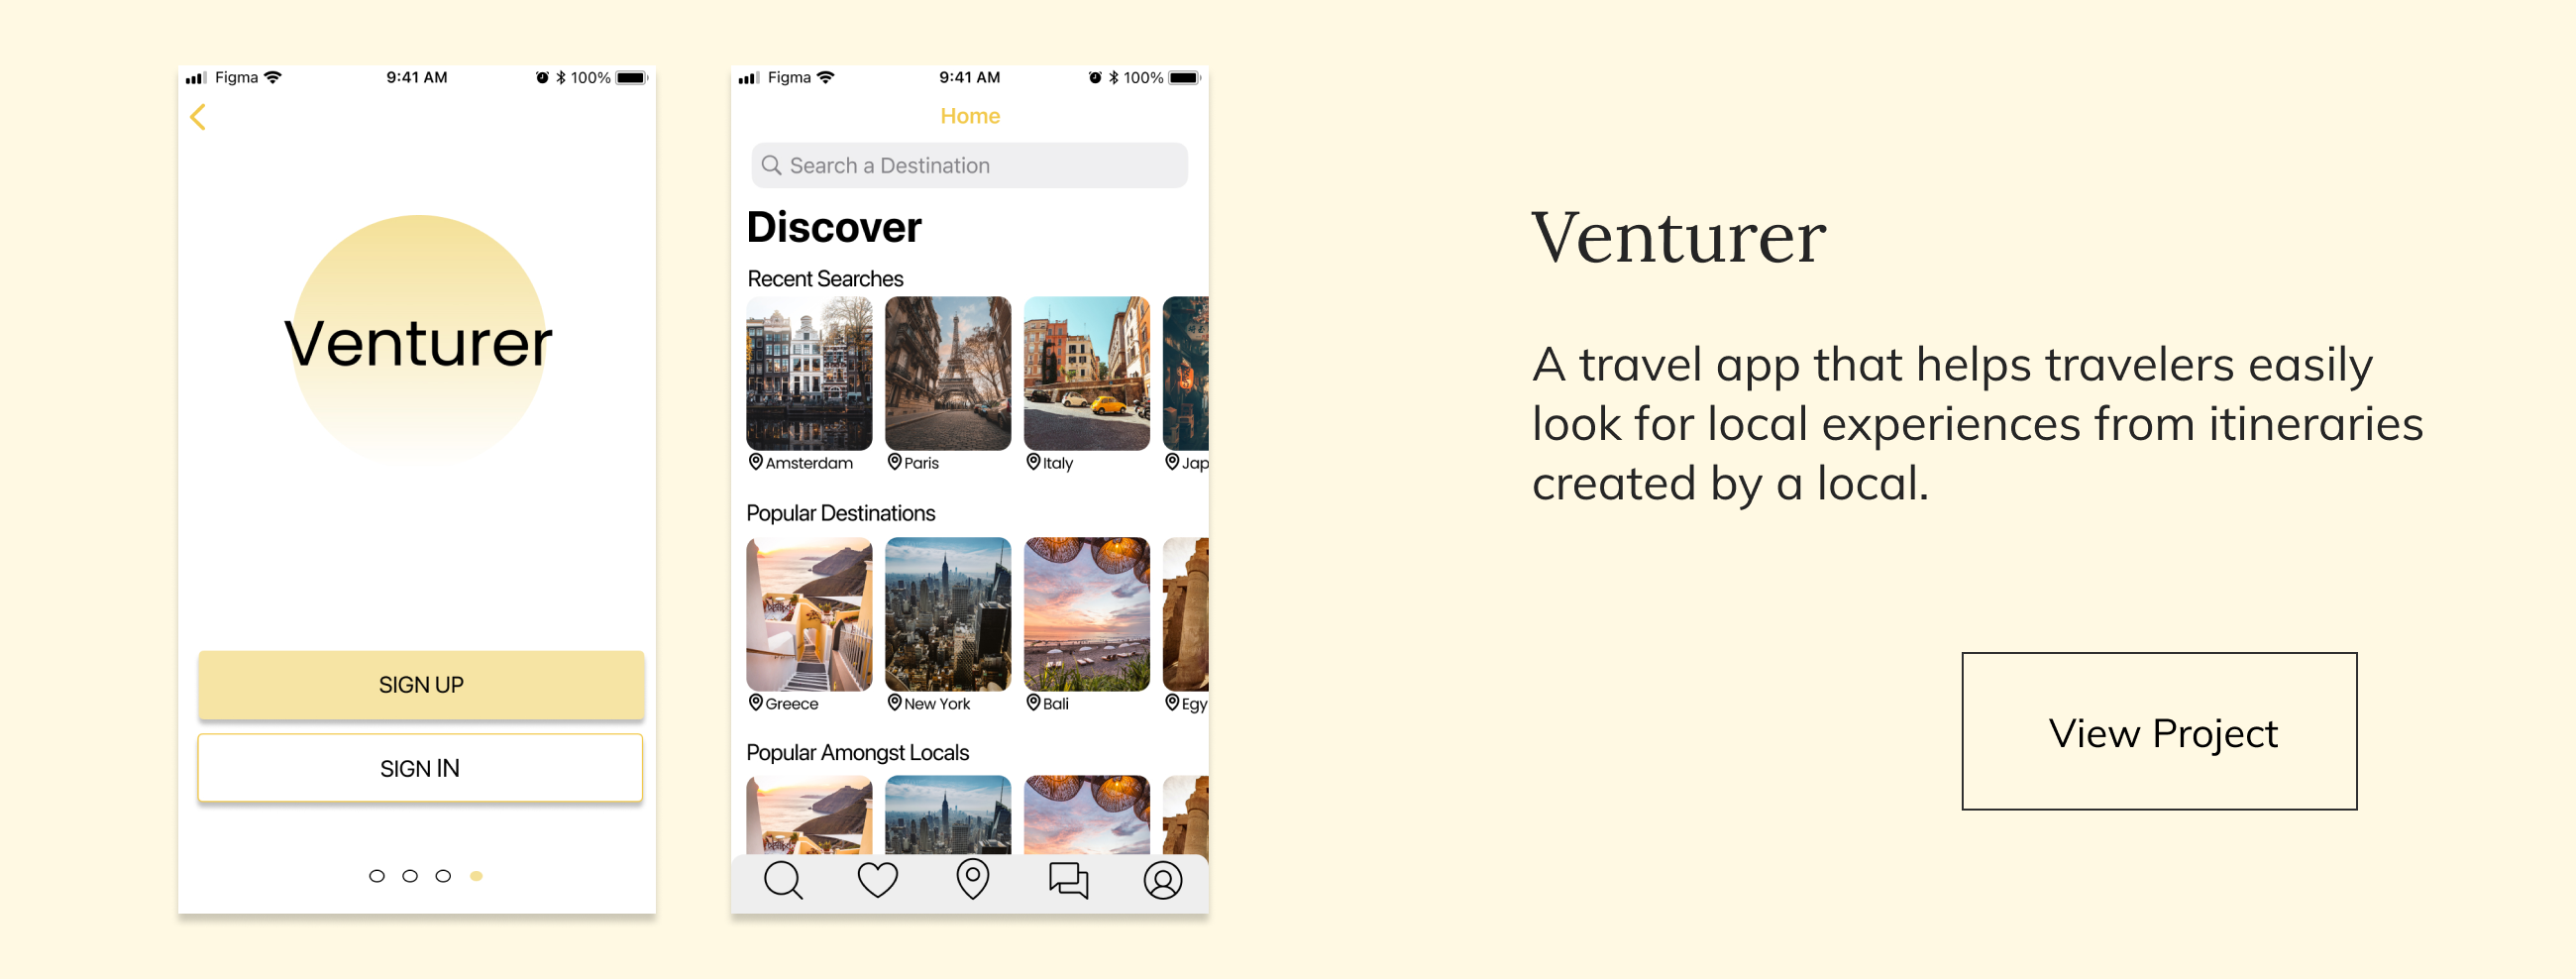 Figma 9:41 AM 100%
Venturer
SIGN UP
SIGN IN
Figma 9:41 AM 100%
Home
Search a Destination
Discover
Recent Searches
Amsterdam Paris Italy Jap
Popular Destinations
Greece New York Bali Egy
Popular Amongst Locals
Venturer
A travel app that helps travelers easily
look for local experiences from itineraries
created by a local.
View Project